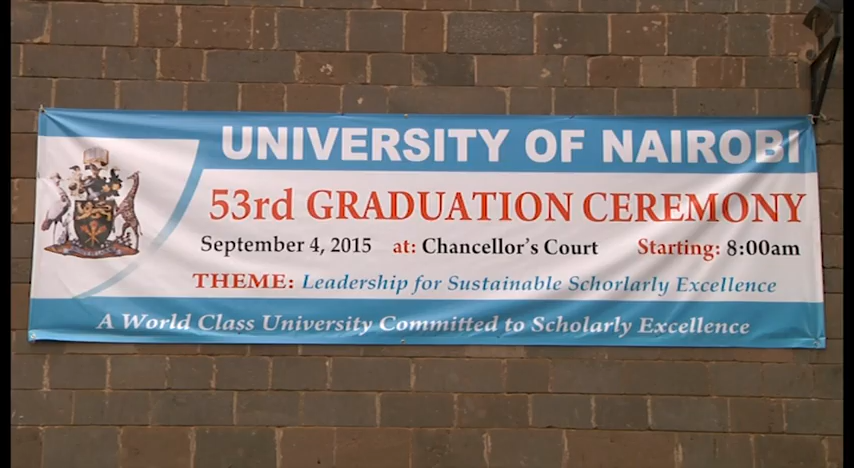 UNIVERSITY OF NAIROBI
53rd GRADUATION CEREMONY
September 4, 2015 at: Chancellor's Court Starting: 8:00am
THEME: Leadership for Sustainable Schorlarly Excellence
A World Class University Committed to Scholarly Excellence